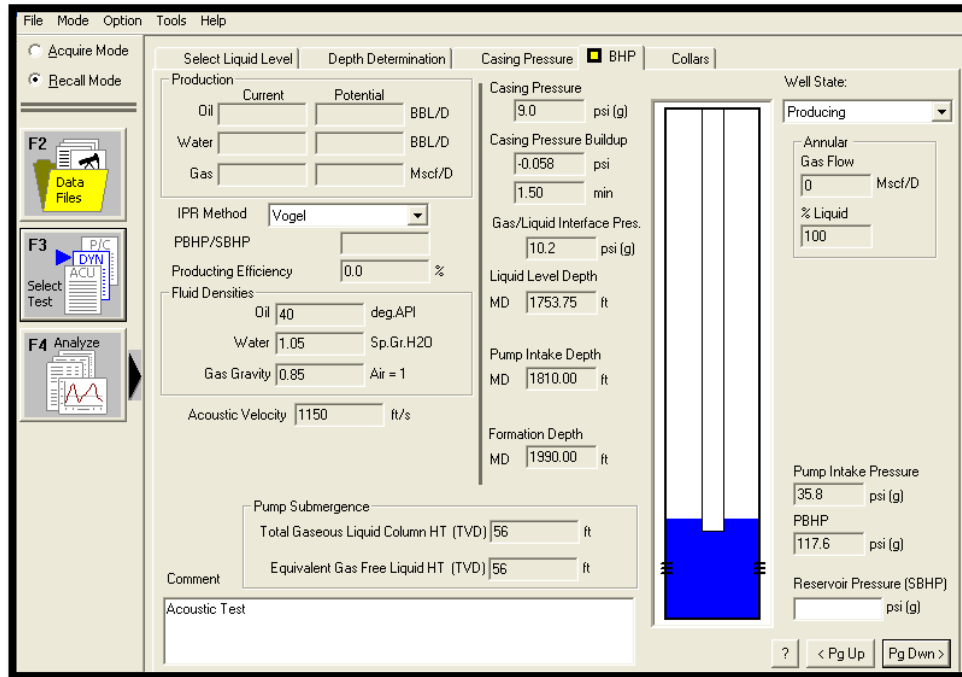 File Mode Option Tools Help
Acquire Mode
Recall Mode
F2
Data
Files
F3
P/C
DYN
ACU
Select
Test
F4 Analyze
Select Liquid Level
Depth Determination
Casing Pressure
BHP
Collars
Production
Current Potential
Oil BBL/D
Water BBL/D
Gas Mscf/D
IPR Method Vogel
PBHP/SBHP
Producting Efficiency 0.0 %
Fluid Densities
Oil 40 deg.API
Water 1.05 Sp.Gr.H2O
Gas Gravity 0.85 Air = 1
Acoustic Velocity 1150 ft/s
Casing Pressure
9.0 psi (g)
Casing Pressure Buildup
-0.058 psi
1.50 min
Gas/Liquid Interface Pres.
10.2 psi (g)
Liquid Level Depth
MD 1753.75 ft
Pump Intake Depth
MD 1810.00 ft
Formation Depth
MD 1990.00 ft
Well State:
Producing
Annular
Gas Flow
0 Mscf/D
% Liquid
100
Pump Intake Pressure
35.8 psi (g)
PBHP
117.6 psi (g)
Reservoir Pressure (SBHP)
psi (g)
Pump Submergence
Total Gaseous Liquid Column HT (TVD) 56 ft
Equivalent Gas Free Liquid HT (TVD) 56 ft
Comment
Acoustic Test
? < Pg Up Pg Dwn >